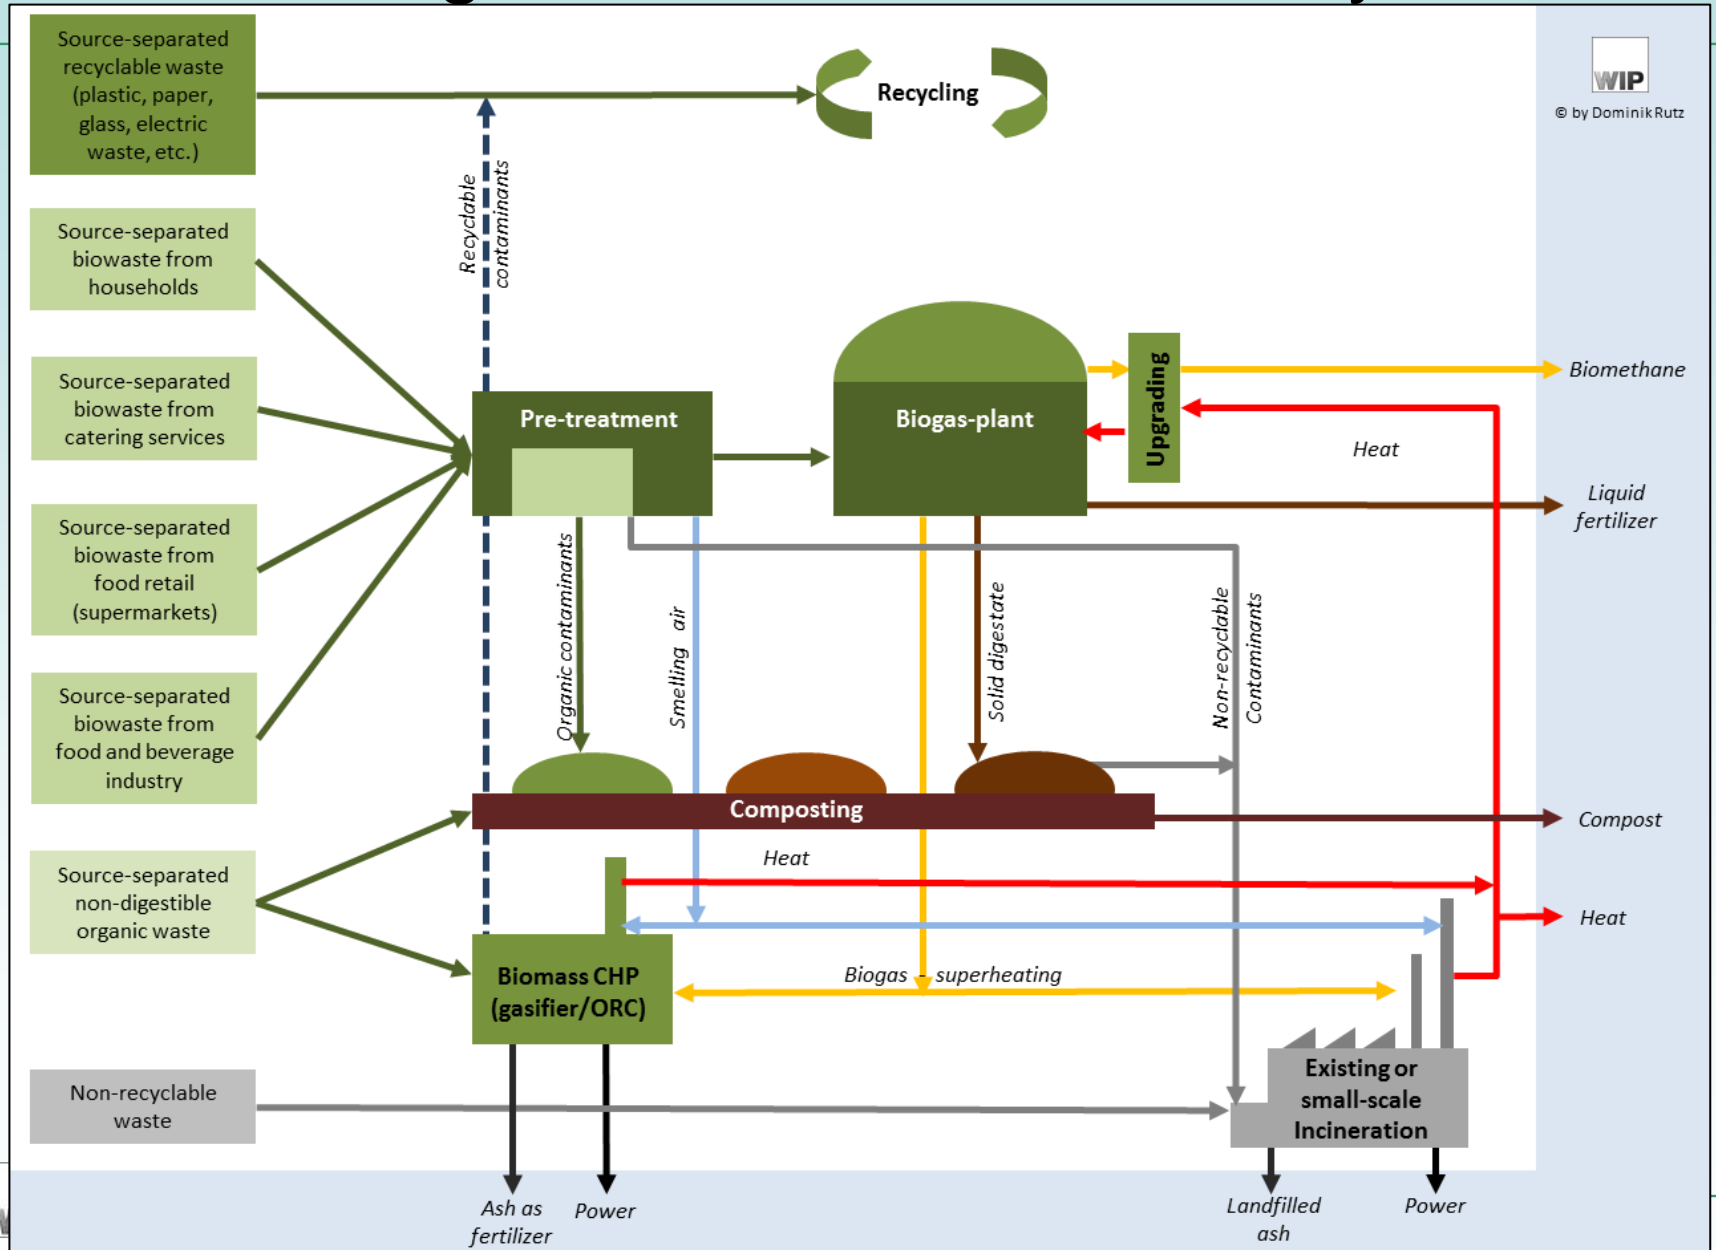 Source-separated
recyclable waste
(plastic, paper,
glass, electric
waste, etc.)
Recycling
WIP
© by Dominik Rutz
Recyclable
contaminants
Source-separated
biowaste from
households
Source-separated
biowaste from
catering services
Source-separated
biowaste from
food retail
(supermarkets)
Source-separated
biowaste from
food and beverage
industry
Source-separated
non-digestible
organic waste
Non-recyclable
waste
Pre-treatment
Biogas-plant
Upgrading
Biomethane
Heat
Liquid
fertilizer
Organic contaminants
Smelling air
Solid digestate
Non-recyclable
Contaminants
Composting
Compost
Heat
Heat
Biogas - superheating
Biomass CHP
(gasifier/ORC)
Existing or
small-scale
Incineration
Ash as
fertilizer
Power
Landfilled
ash
Power